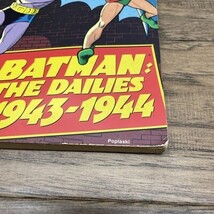 BATMAN:
THE DAILIES
1943-1944
Poplaski